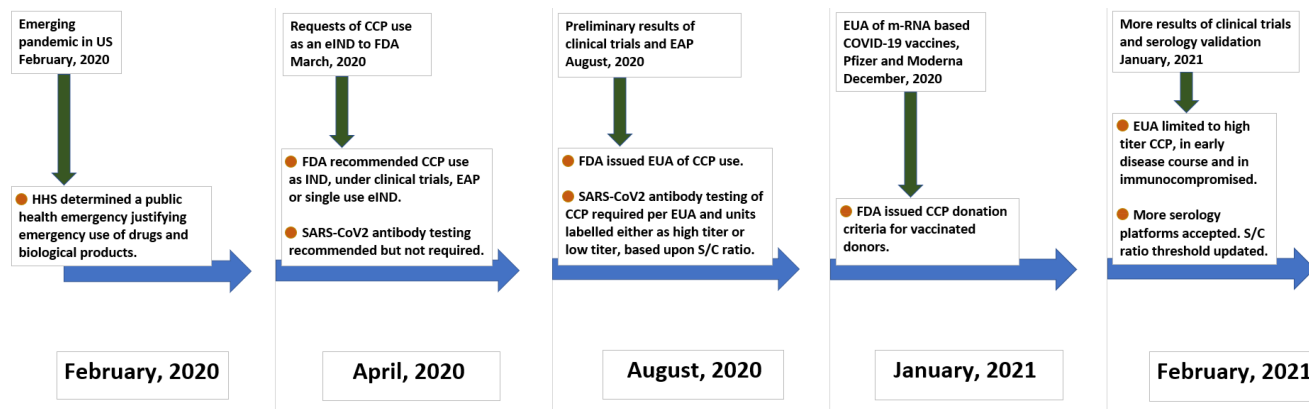 Emerging
pandemic in US
February, 2020
HHS determined a public
health emergency justifying
emergency use of drugs and
biological products.
February, 2020
Requests of CCP use
as an eIND to FDA
March, 2020
FDA recommended CCP use
as IND, under clinical trials, EAP
or single use eIND.
SARS-CoV2 antibody testing
recommended but not required.
April, 2020
Preliminary results of
clinical trials and EAP
August, 2020
FDA issued EUA of CCP use.
SARS-CoV2 antibody testing of
CCP required per EUA and units
labelled either as high titer or
low titer, based upon S/C ratio.
August, 2020
EUA of m-RNA based
COVID-19 vaccines,
Pfizer and Moderna
December, 2020
FDA issued CCP donation
criteria for vaccinated
donors.
January, 2021
More results of clinical trials
and serology validation
January, 2021
EUA limited to high
titer CCP, in early
disease course and in
immunocompromised.
More serology
platforms accepted. S/C
ratio threshold updated.
February, 2021